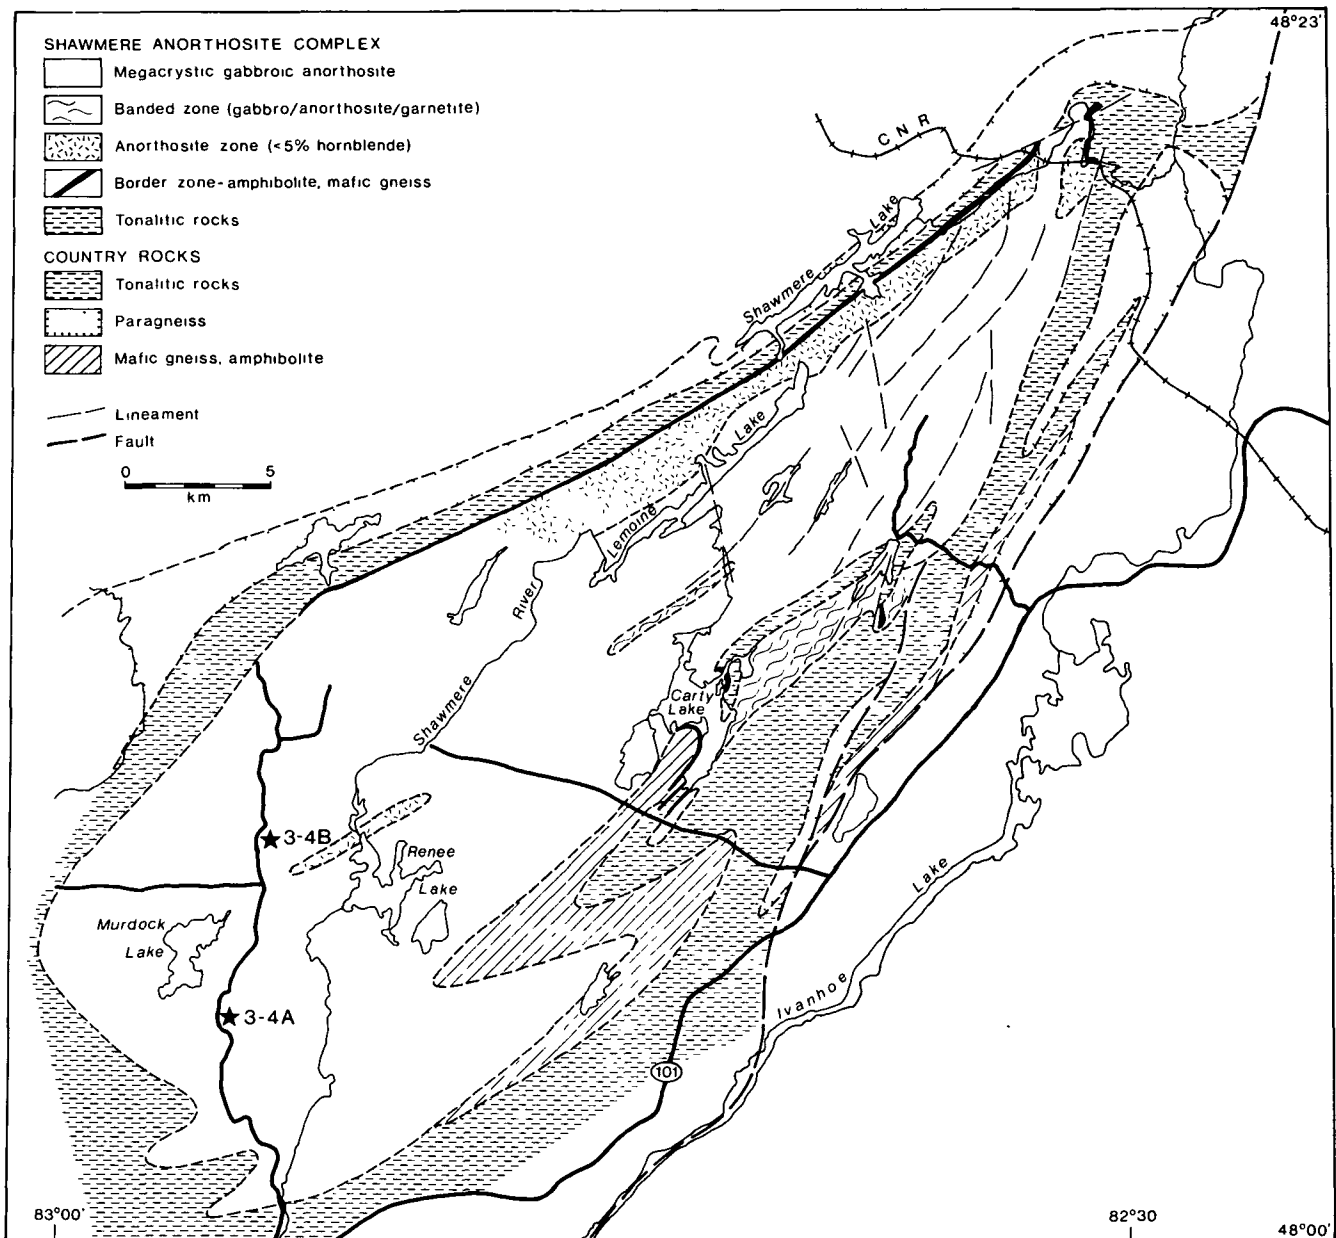 48°23'
SHAWMERE ANORTHOSITE COMPLEX
Megacrystic gabbroic anorthosite
Banded zone (gabbro/anorthosite/garnetite)
Anorthosite zone (<5% hornblende)
Border zone-amphibolite, mafic gneiss
Tonalitic rocks
COUNTRY ROCKS
Tonalitic rocks
Paragneiss
Mafic gneiss, amphibolite
Lineament
Fault
0 5
km
CNR
Shawmere Lake
Lemoine Lake
Shawmere River
Carty
Lake
3-4B
Renee
Lake
Murdock
Lake
3-4A
Ivanhoe Lake
101
83°00'
82°30
48°00'